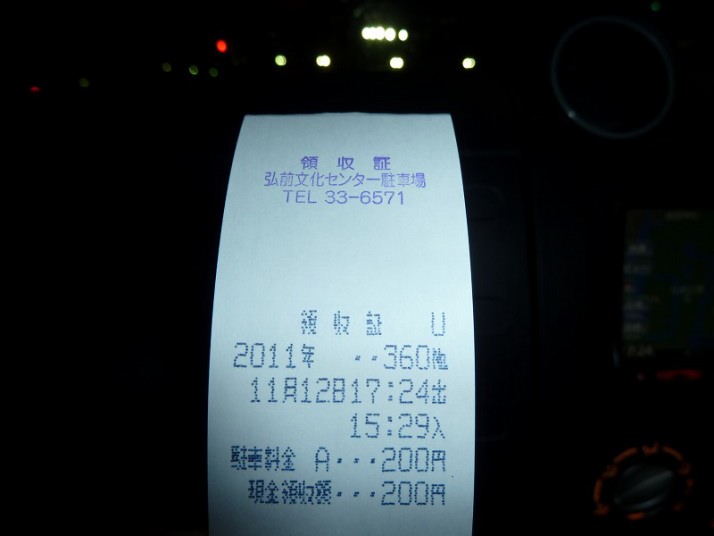 領 収 証
弘前文化センター駐車場
TEL 33-6571
領 収 証 U
2011年 ‥360
11月12日17:24出
15:29入
駐車料金 A‥‥200円
現金領収額‥‥200円